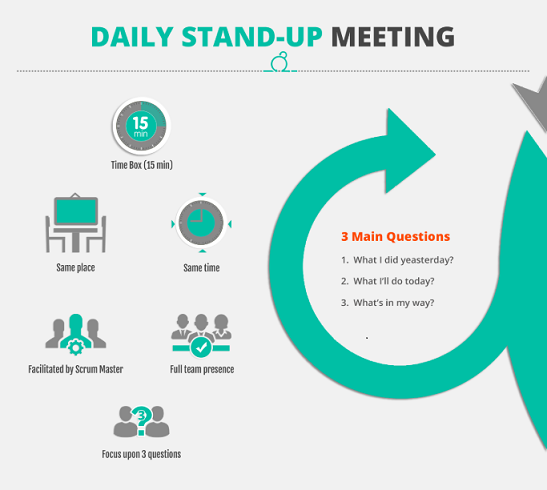 DAILY STAND-UP MEETING
15
min
Time Box (15 min)
Same place
Same time
Facilitated by Scrum Master
Full team presence
3
?
Focus upon 3 questions
3 Main Questions
1. What I did yeasterday?
2. What I'll do today?
3. What's in my way?
.